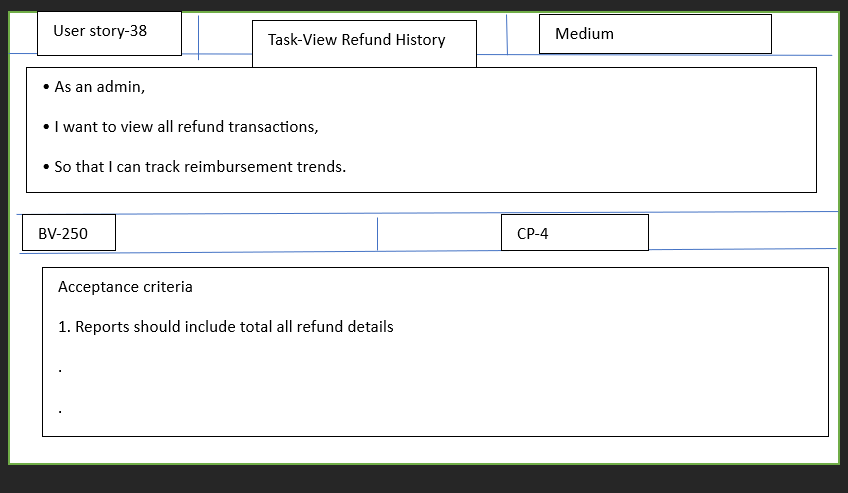 User story-38
Task-View Refund History
Medium
• As an admin,
• I want to view all refund transactions,
• So that I can track reimbursement trends.
BV-250
CP-4
Acceptance criteria
1. Reports should include total all refund details
.
.